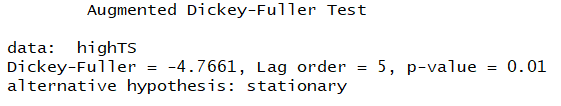 Augmented Dickey-Fuller Test
data: highTS
Dickey-Fuller = -4.7661, Lag order = 5, p-value = 0.01
alternative hypothesis: stationary